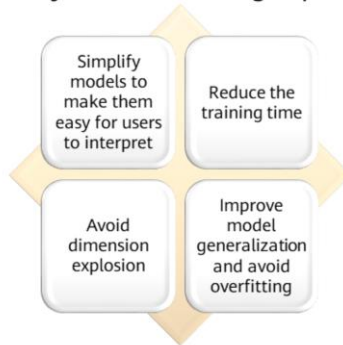 Simplify
models to
make them
easy for users
to interpret
Reduce the
training time
Avoid
dimension
explosion
Improve
model
generalization
and avoid
overfitting